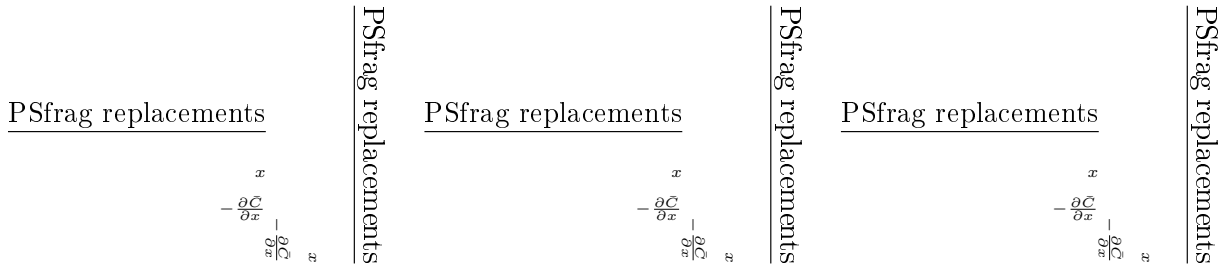 PSfrag replacements
x
−∂C̄/∂x
PSfrag replacements
x
−∂C̄/∂x
PSfrag replacements
x
−∂C̄/∂x
PSfrag replacements
x
−∂C̄/∂x
PSfrag replacements
x
−∂C̄/∂x
PSfrag replacements
x
−∂C̄/∂x